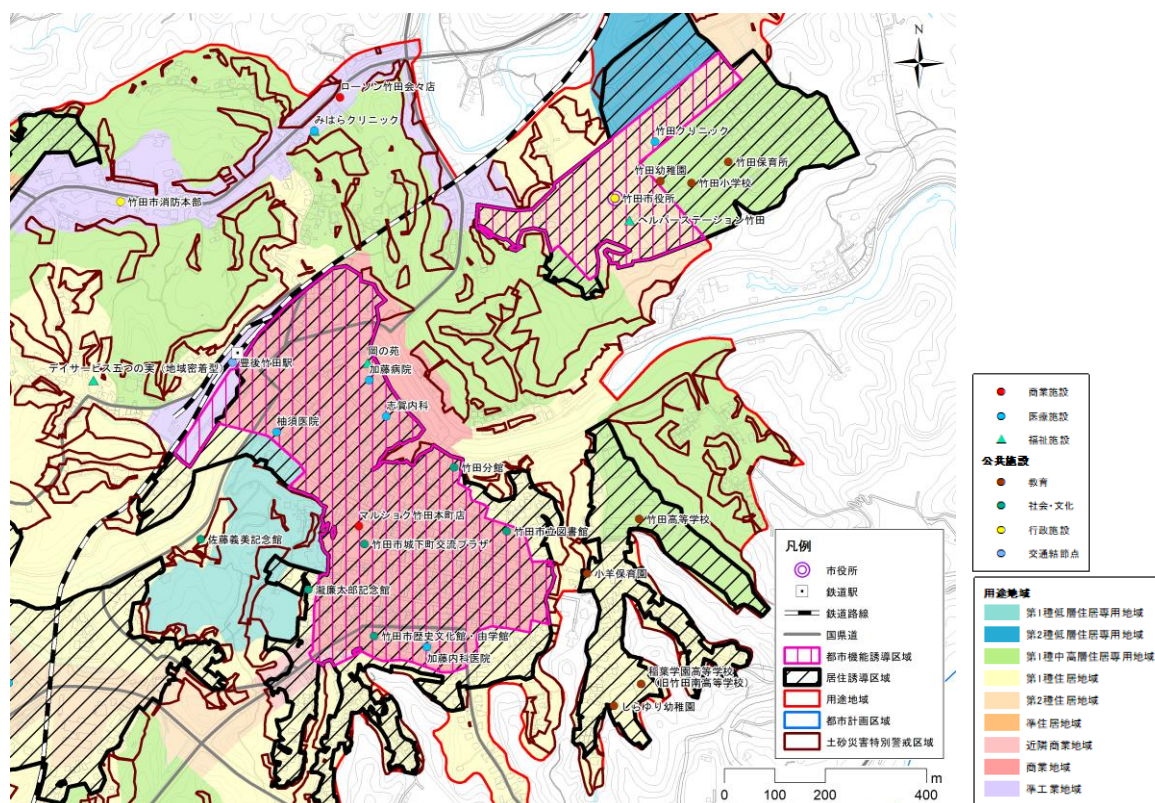 N
ローソン竹田会々店
みはらクリニック
竹田クリニック
竹田保育所
竹田幼稚園
竹田小学校
竹田市消防本部
竹田市役所
ヘルパーステーション竹田
岡の苑
豊後竹田駅
デイサービス五つの実（地域密着型）
加藤病院
志賀内科
柚須医院
竹田分館
マルショク竹田本町店
竹田高等学校
竹田市立図書館
佐藤義美記念館
竹田市城下町交流プラザ
小羊保育園
瀧廉太郎記念館
竹田市歴史文化館・由学館
加藤内科医院
稲葉学園高等学校
（旧竹田南高等学校）
しらゆり幼稚園
凡例
市役所
鉄道駅
鉄道路線
国県道
都市機能誘導区域
居住誘導区域
用途地域
都市計画区域
土砂災害特別警戒区域
0 100 200 400
m
商業施設
医療施設
福祉施設
公共施設
教育
社会・文化
行政施設
交通結節点
用途地域
第1種低層住居専用地域
第2種低層住居専用地域
第1種中高層住居専用地域
第1種住居地域
第2種住居地域
準住居地域
近隣商業地域
商業地域
準工業地域